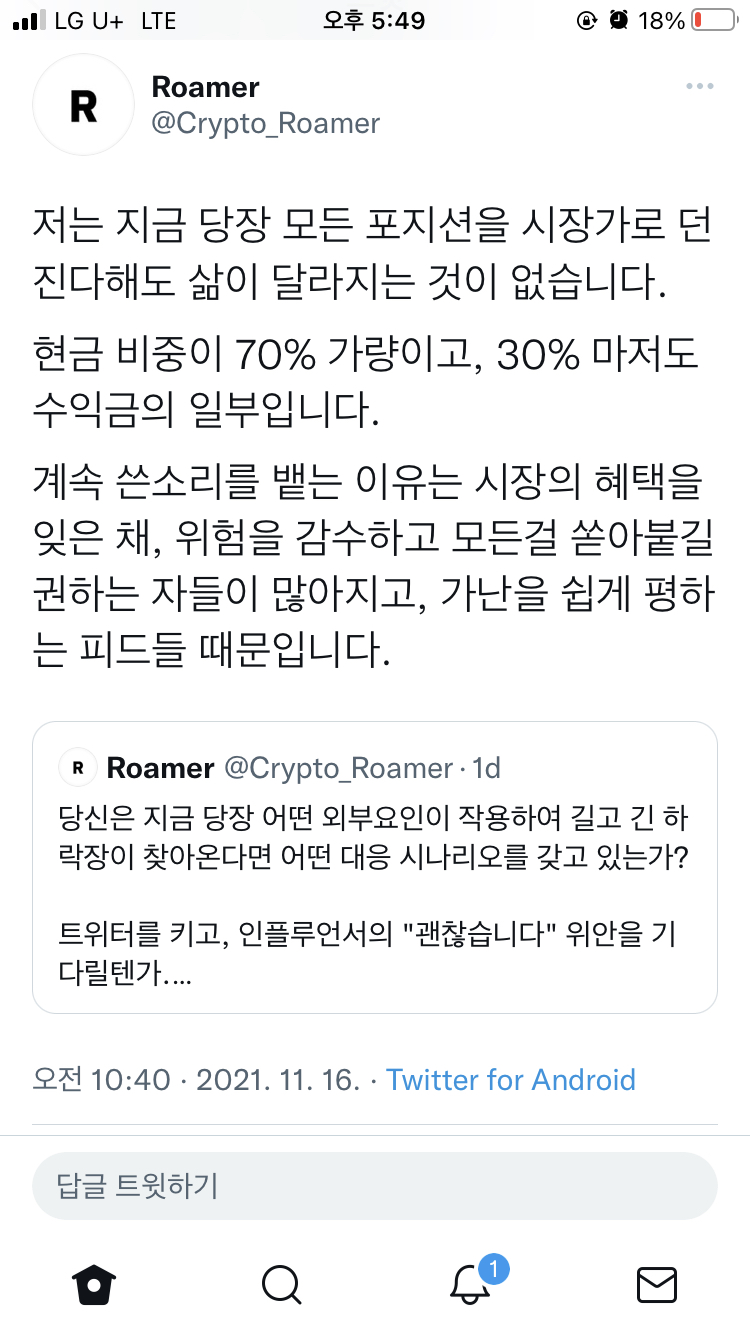 LG U+ LTE 오후 5:49 18%
R
Roamer
@Crypto_Roamer
저는 지금 당장 모든 포지션을 시장가로 던
진다해도 삶이 달라지는 것이 없습니다.
현금 비중이 70% 가량이고, 30% 마저도
수익금의 일부입니다.
계속 쓴소리를 뱉는 이유는 시장의 혜택을
잊은 채, 위험을 감수하고 모든걸 쏟아붙길
권하는 자들이 많아지고, 가난을 쉽게 평하
는 피드들 때문입니다.
R Roamer @Crypto_Roamer · 1d
당신은 지금 당장 어떤 외부요인이 작용하여 길고 긴 하
락장이 찾아온다면 어떤 대응 시나리오를 갖고 있는가?
트위터를 키고, 인플루언서의 "괜찮습니다" 위안을 기
다릴텐가....
오전 10:40 · 2021. 11. 16. · Twitter for Android
답글 트윗하기
1